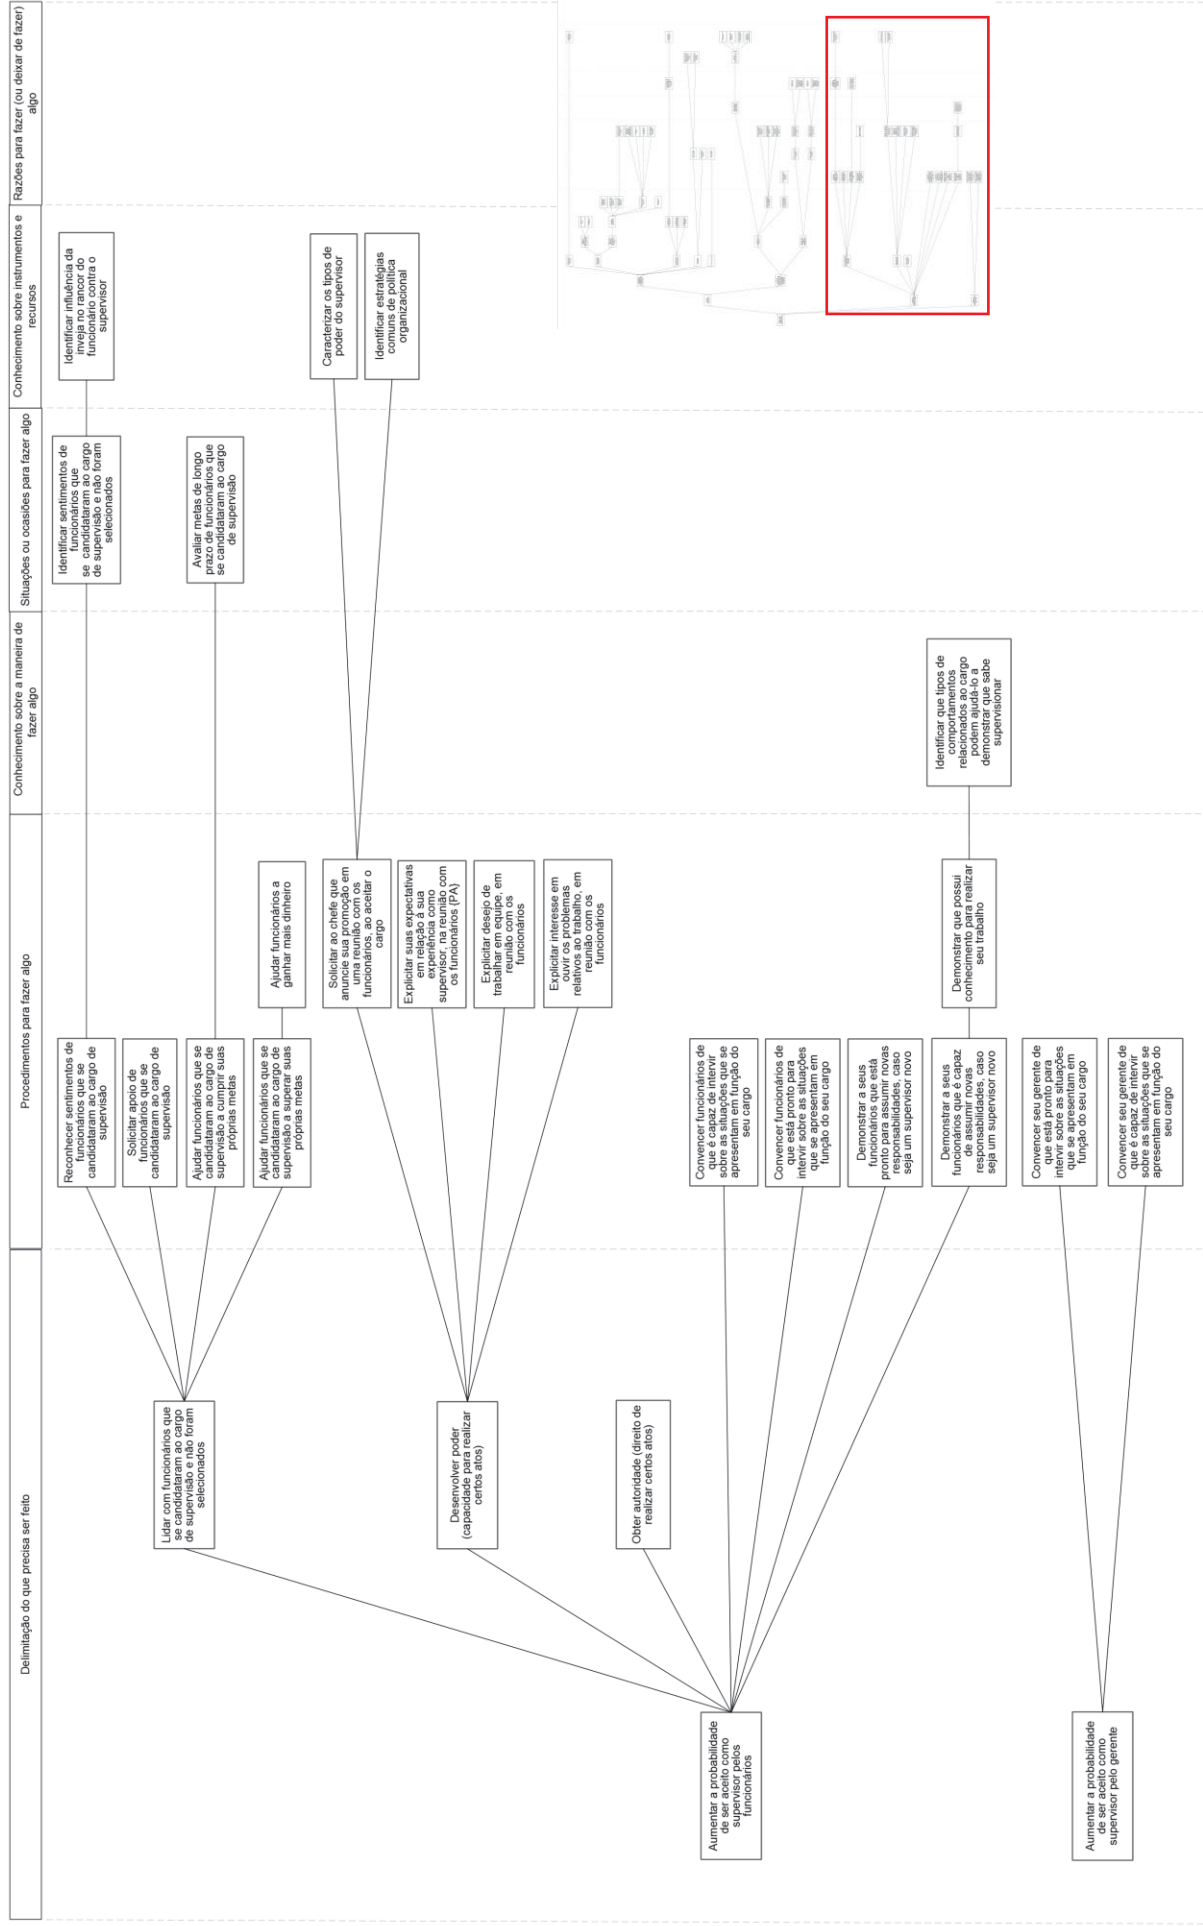 Razões para fazer (ou deixar de fazer)
algo
Conhecimento sobre instrumentos e
recursos
Situações ou ocasiões para fazer algo
Conhecimento sobre a maneira de
fazer algo
Procedimentos para fazer algo
Delimitação do que precisa ser feito
Identificar influência da
inveja no rancor do
funcionário contra o
supervisor
Caracterizar os tipos de
poder do supervisor
Identificar estratégias
comuns de política
organizacional
Identificar sentimentos de
funcionários que
se candidataram ao cargo
de supervisão e não foram
selecionados
Avaliar metas de longo
prazo de funcionários que
se candidataram ao cargo
de supervisão
Identificar que tipos de
comportamentos
relacionados ao cargo
podem ajudá-lo a
demonstrar que sabe
supervisionar
Ajudar funcionários a
ganhar mais dinheiro
Solicitar ao chefe que
anuncie sua promoção em
uma reunião com os
funcionários, ao aceitar o
cargo
Explicitar suas expectativas
em relação à sua
experiência como
supervisor, na reunião com
os funcionários {PA}
Explicitar desejo de
trabalhar em equipe, em
reunião com os
funcionários
Explicitar interesse em
ouvir os problemas
relativos ao trabalho, em
reunião com os
funcionários
Demonstrar que possui
conhecimento para realizar
seu trabalho
Reconhecer sentimentos de
funcionários que se
candidataram ao cargo de
supervisão
Solicitar apoio de
funcionários que se
candidataram ao cargo de
supervisão
Ajudar funcionários que se
candidataram ao cargo de
supervisão a cumprir suas
próprias metas
Ajudar funcionários que se
candidataram ao cargo de
supervisão a superar suas
próprias metas
Convencer funcionários de
que é capaz de intervir
sobre as situações que se
apresentam em função do
seu cargo
Convencer funcionários de
que está pronto para
intervir sobre as situações
que se apresentam em
função do seu cargo
Demonstrar a seus
funcionários que está
pronto para assumir novas
responsabilidades, caso
seja um supervisor novo
Demonstrar a seus
funcionários que é capaz
de assumir novas
responsabilidades, caso
seja um supervisor novo
Convencer seu gerente de
que está pronto para
intervir sobre as situações
que se apresentam em
função do seu cargo
Convencer seu gerente de
que é capaz de intervir
sobre as situações que se
apresentam em função do
seu cargo
Lidar com funcionários que
se candidataram ao cargo
de supervisão e não foram
selecionados
Desenvolver poder
(capacidade para realizar
certos atos)
Obter autoridade (direito de
realizar certos atos)
Aumentar a probabilidade
de ser aceito como
supervisor pelos
funcionários
Aumentar a probabilidade
de ser aceito como
supervisor pelo gerente